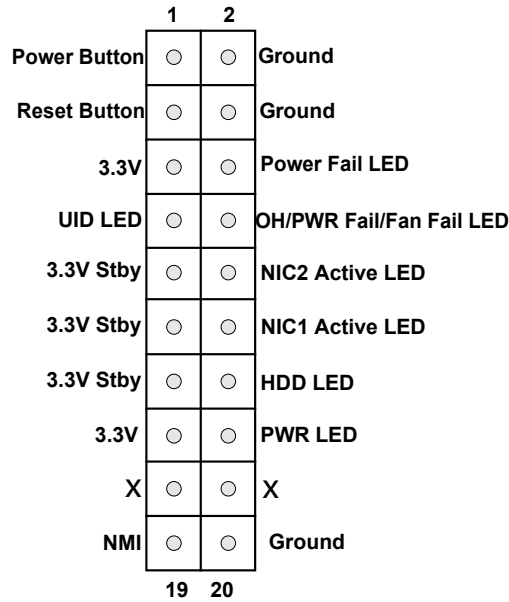 1 2
Power Button Ground
Reset Button Ground
3.3V Power Fail LED
UID LED OH/PWR Fail/Fan Fail LED
3.3V Stby NIC2 Active LED
3.3V Stby NIC1 Active LED
3.3V Stby HDD LED
3.3V PWR LED
X X
NMI Ground
19 20